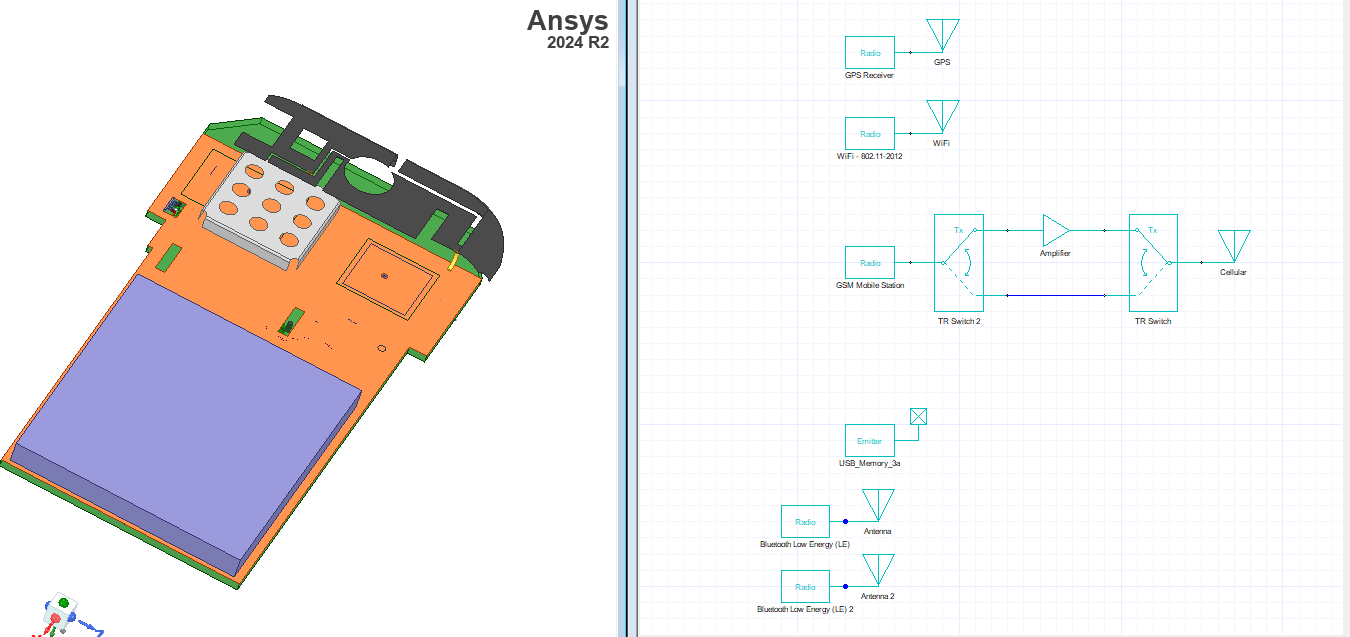 Ansys
2024 R2
Radio
GPS Receiver
GPS
Radio
WiFi - 802.11-2012
WiFi
Radio
GSM Mobile Station
Tx
TR Switch 2
Amplifier
Tx
TR Switch
Cellular
Emitter
USB_Memory_3a
Radio
Bluetooth Low Energy (LE)
Antenna
Radio
Bluetooth Low Energy (LE) 2
Antenna 2
Z